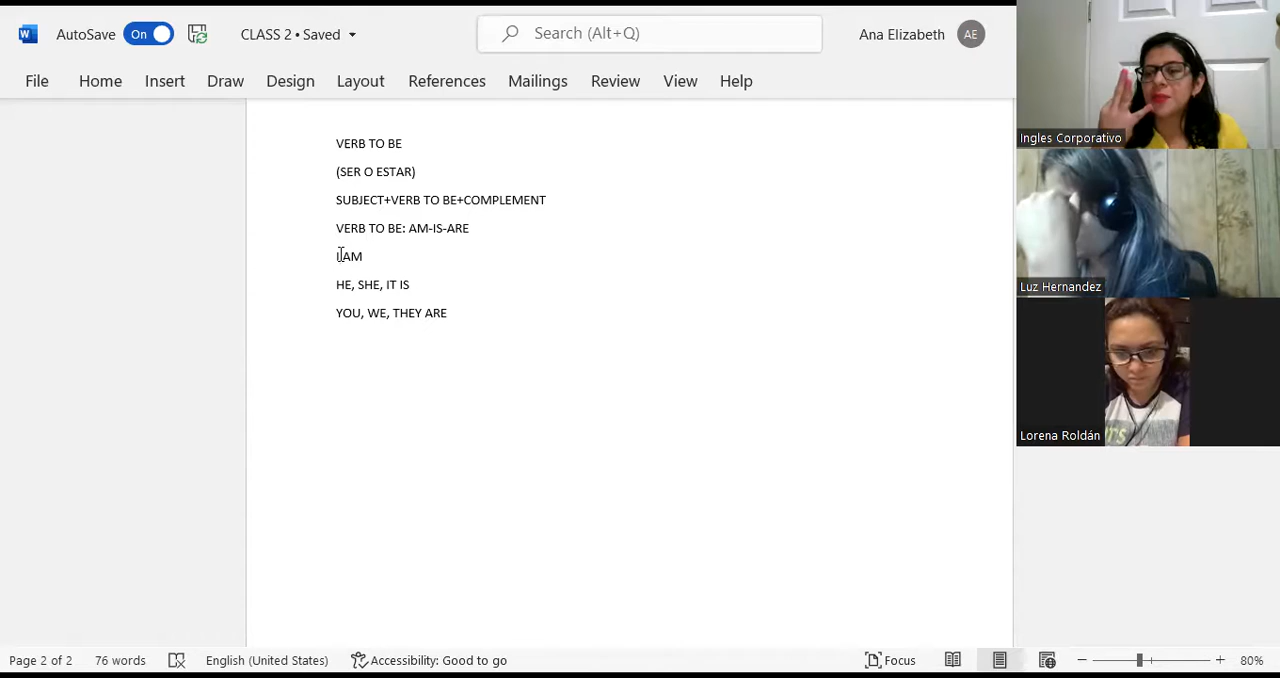 AutoSave On CLASS 2 • Saved Search (Alt+Q) Ana Elizabeth AE
File Home Insert Draw Design Layout References Mailings Review View Help
VERB TO BE
(SER O ESTAR)
SUBJECT+VERB TO BE+COMPLEMENT
VERB TO BE: AM-IS-ARE
I AM
HE, SHE, IT IS
YOU, WE, THEY ARE
Ingles Corporativo
Luz Hernandez
Lorena Roldán
Page 2 of 2 76 words English (United States) Accessibility: Good to go Focus 80%